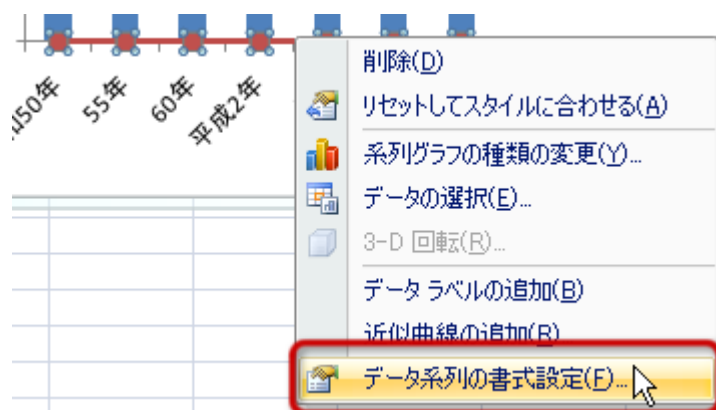 削除(D)
リセットしてスタイルに合わせる(A)
系列グラフの種類の変更(Y)...
データの選択(E)...
3-D 回転(R)...
データ ラベルの追加(B)
近似曲線の追加(R)
データ系列の書式設定(F)...
50年
55年
60年
平成2年